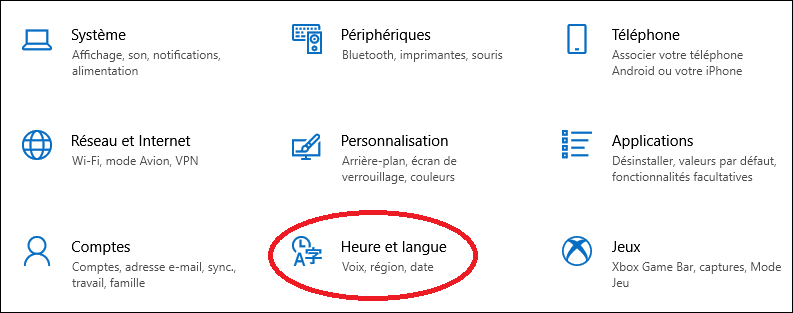 Système
Affichage, son, notifications,
alimentation
Périphériques
Bluetooth, imprimantes, souris
Téléphone
Associer votre téléphone
Android ou votre iPhone
Réseau et Internet
Wi-Fi, mode Avion, VPN
Personnalisation
Arrière-plan, écran de
verrouillage, couleurs
Applications
Désinstaller, valeurs par défaut,
fonctionnalités facultatives
Comptes
Comptes, adresse e-mail, sync.,
travail, famille
A字
Heure et langue
Voix, région, date
Jeux
Xbox Game Bar, captures, Mode
Jeu